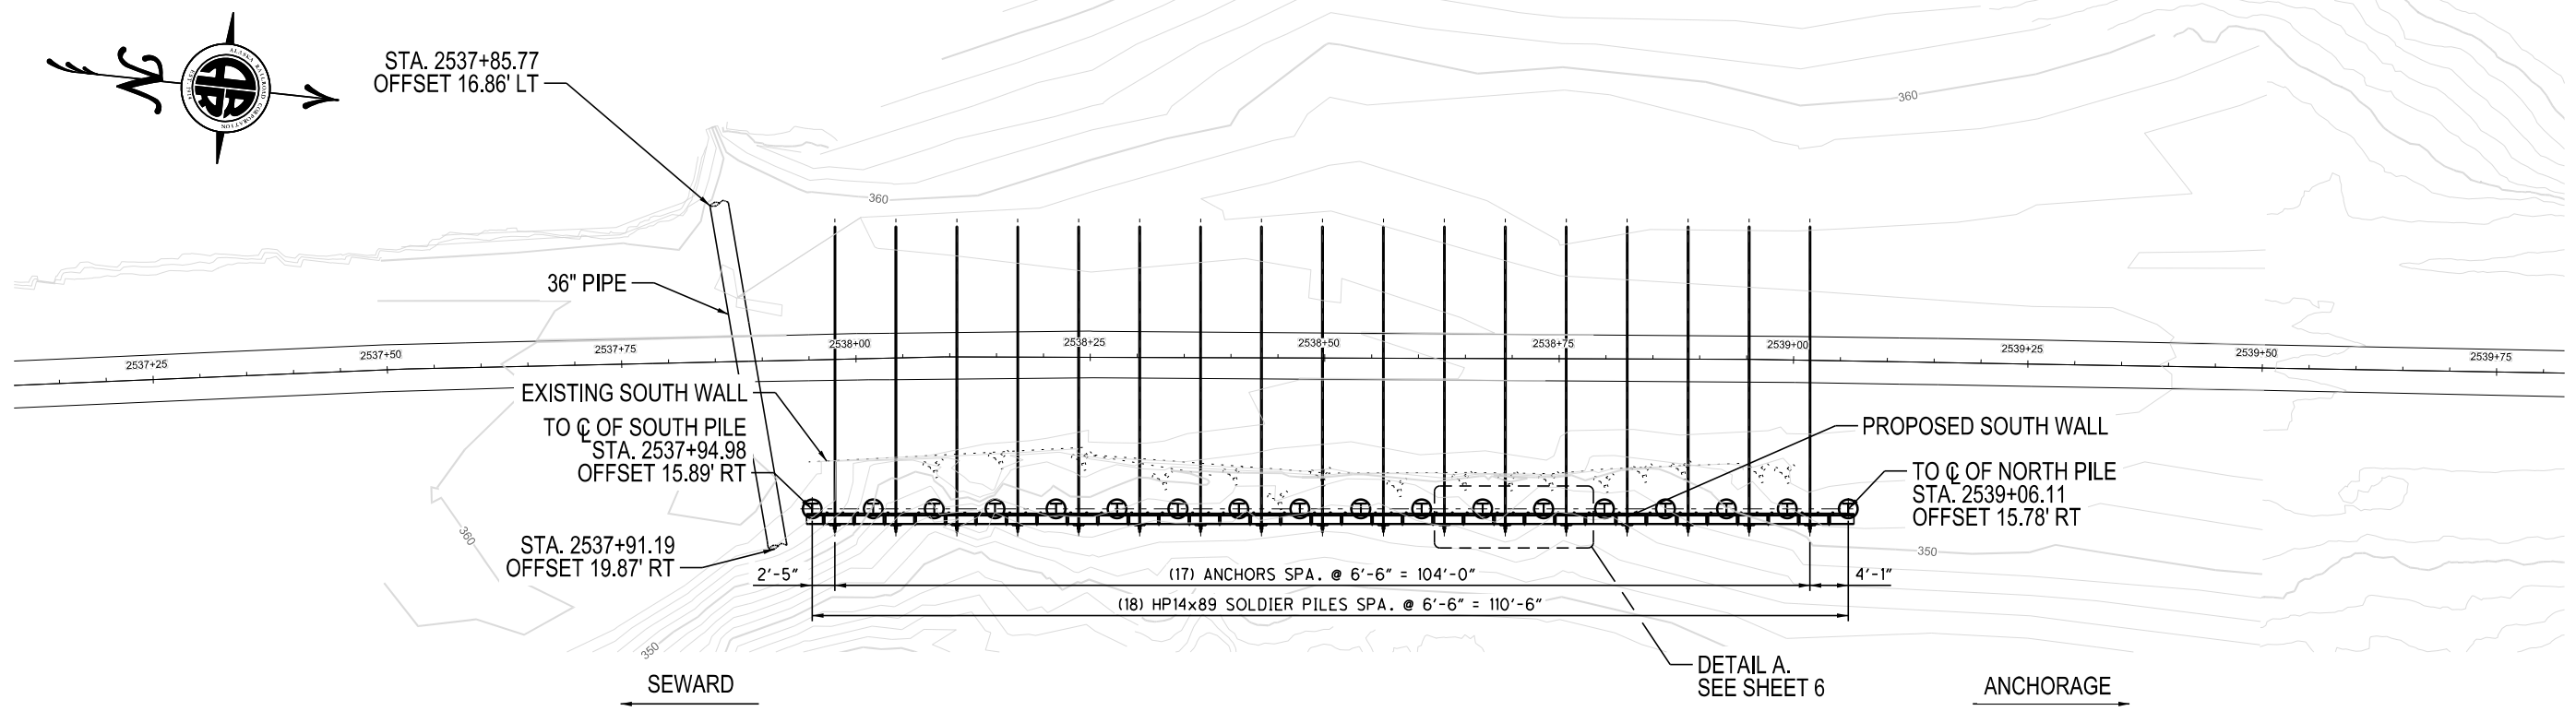 N
ALASKA RAILROAD CORPORATION
EST. 1914
STA. 2537+85.77
OFFSET 16.86' LT
360
360
36" PIPE
2537+25
2537+50
2537+75
2538+00
2538+25
2538+50
2538+75
2539+00
2539+25
2539+50
2539+75
EXISTING SOUTH WALL
TO ℄ OF SOUTH PILE
STA. 2537+94.98
OFFSET 15.89' RT
PROPOSED SOUTH WALL
TO ℄ OF NORTH PILE
STA. 2539+06.11
OFFSET 15.78' RT
360
STA. 2537+91.19
OFFSET 19.87' RT
350
2'-5"
(17) ANCHORS SPA. @ 6'-6" = 104'-0"
4'-1"
(18) HP14x89 SOLDIER PILES SPA. @ 6'-6" = 110'-6"
350
DETAIL A.
SEE SHEET 6
SEWARD
ANCHORAGE